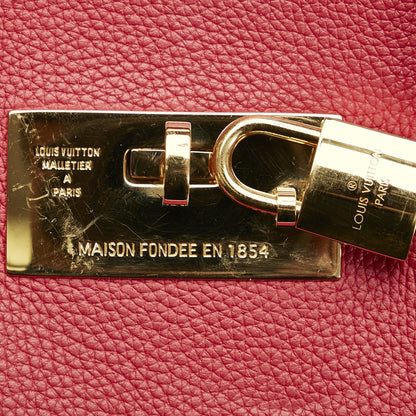 LOUIS VUITTON
MALLETIER
A
PARIS
MAISON FONDEE EN 1854
®
LOUIS VUITTON
PARIS